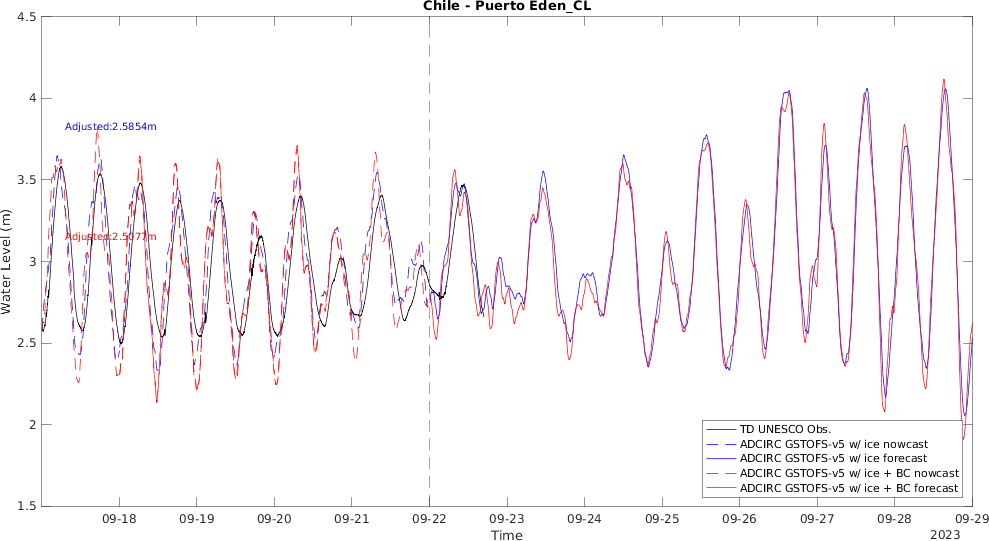 Chile - Puerto Eden_CL
4.5
4
3.5
3
2.5
2
1.5
Water Level (m)
Adjusted:2.5854m
Adjusted:2.5077m
TD UNESCO Obs.
ADCIRC GSTOFS-v5 w/ ice nowcast
ADCIRC GSTOFS-v5 w/ ice forecast
ADCIRC GSTOFS-v5 w/ ice + BC nowcast
ADCIRC GSTOFS-v5 w/ ice + BC forecast
09-18 09-19 09-20 09-21 09-22 09-23 09-24 09-25 09-26 09-27 09-28 09-29
Time
2023